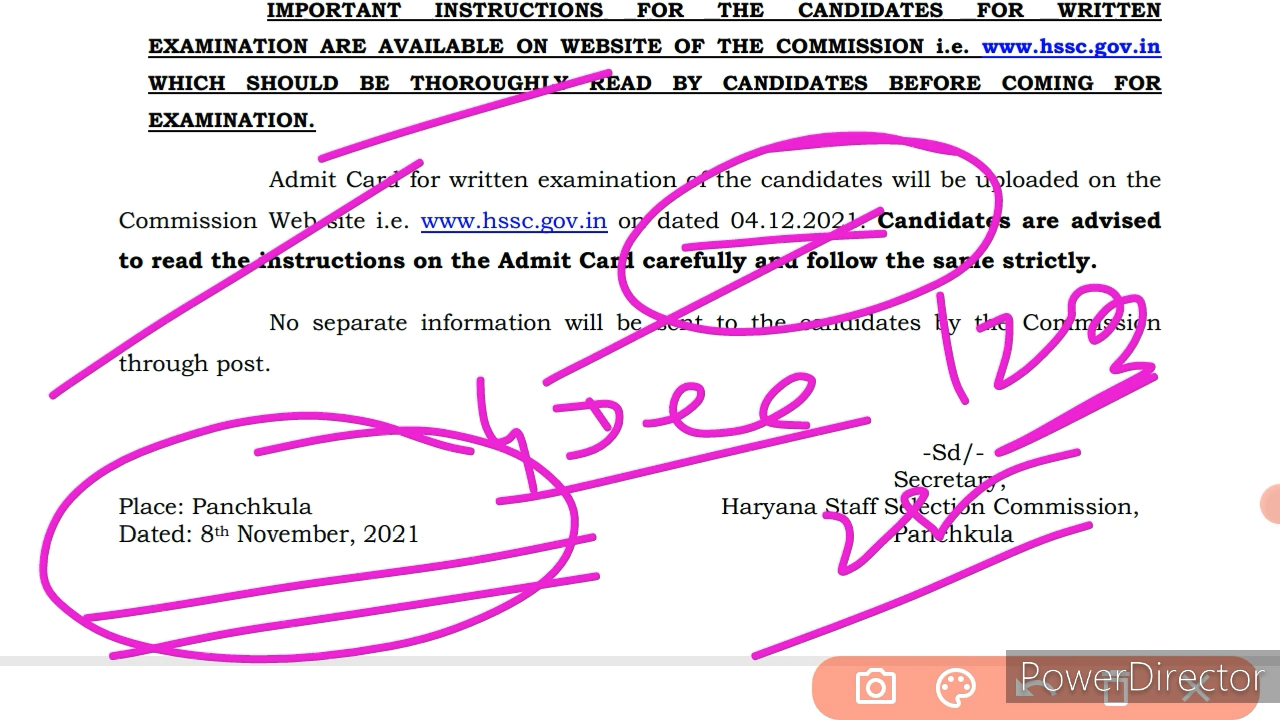 IMPORTANT INSTRUCTIONS FOR THE CANDIDATES FOR WRITTEN
EXAMINATION ARE AVAILABLE ON WEBSITE OF THE COMMISSION i.e. www.hssc.gov.in
WHICH SHOULD BE THOROUGHLY READ BY CANDIDATES BEFORE COMING FOR
EXAMINATION.
Admit Card for written examination of the candidates will be uploaded on the
Commission Web site i.e. www.hssc.gov.in on dated 04.12.2021. Candidates are advised
to read the instructions on the Admit Card carefully and follow the same strictly.
No separate information will be sent to the candidates by the Commission
through post.
-Sd/-
Secretary,
Place: Panchkula Haryana Staff Selection Commission,
Dated: 8th November, 2021 Panchkula
PowerDirector